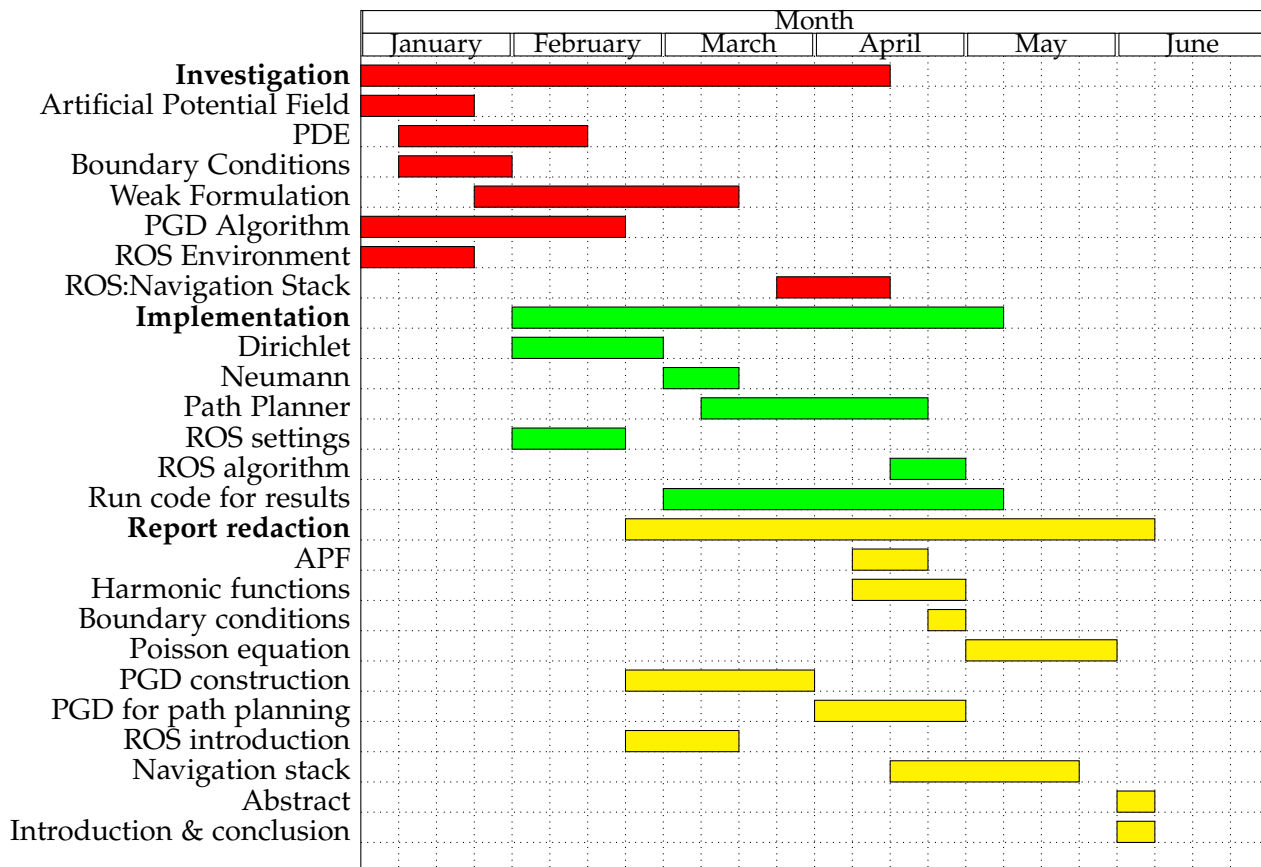 Month
January February March April May June
Investigation
Artificial Potential Field
PDE
Boundary Conditions
Weak Formulation
PGD Algorithm
ROS Environment
ROS:Navigation Stack
Implementation
Dirichlet
Neumann
Path Planner
ROS settings
ROS algorithm
Run code for results
Report redaction
APF
Harmonic functions
Boundary conditions
Poisson equation
PGD construction
PGD for path planning
ROS introduction
Navigation stack
Abstract
Introduction & conclusion